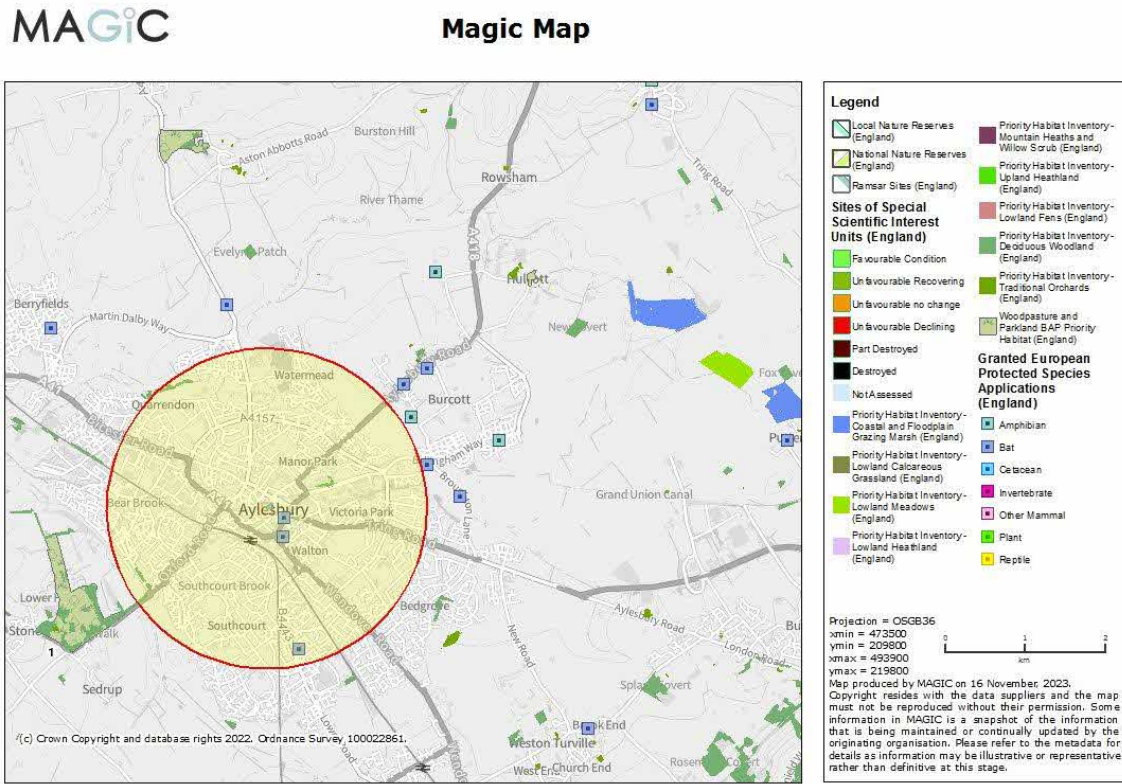 MAGiC
Magic Map
Burston Hill
Aston Abbotts Road
Rowsham
Tring Road
River Thame
A418
Evelyns Patch
Berryfields
Martin Dalby Way
Watermead
Burcott
A41
Quarrendon
A4157
Bicester Road
Manor Park
Grand Union Canal
Bear Brook
Aylesbury
Victoria Park
Walton
Southcourt Brook
Bedgrove
Southcourt
B4443
Wendover Road
Aylesbury Road
New Road
London Road
Sedrup
1
Weston Turville
Church End
(c) Crown Copyright and database rights 2022. Ordnance Survey 100022861.
Legend
Local Nature Reserves
(England)
National Nature Reserves
(England)
Ramsar Sites (England)
Sites of Special
Scientific Interest
Units (England)
Favourable Condition
Unfavourable Recovering
Unfavourable no change
Unfavourable Declining
Part Destroyed
Destroyed
Not Assessed
Priority Habitat Inventory -
Coastal and Floodplain
Grazing Marsh (England)
Priority Habitat Inventory -
Lowland Calcareous
Grassland (England)
Priority Habitat Inventory -
Lowland Meadows
(England)
Priority Habitat Inventory -
Lowland Heathland
(England)
Priority Habitat Inventory -
Mountain Heaths and
Willow Scrub (England)
Priority Habitat Inventory -
Upland Heathland
(England)
Priority Habitat Inventory -
Lowland Fens (England)
Priority Habitat Inventory -
Deciduous Woodland
(England)
Priority Habitat Inventory -
Traditional Orchards
(England)
Woodpasture and
Parkland BAP Priority
Habitat (England)
Granted European
Protected Species
Applications
(England)
Amphibian
Bat
Cetacean
Invertebrate
Other Mammal
Plant
Reptile
Projection = OSGB36
xmin = 473500
ymin = 209800
xmax = 493900
ymax = 219800
0 1 2
km
Map produced by MAGIC on 16 November, 2023.
Copyright resides with the data suppliers and the map
must not be reproduced without their permission. Some
information in MAGIC is a snapshot of the information
that is being maintained or continually updated by the
originating organisation. Please refer to the metadata for
details as information may be illustrative or representative
rather than definitive at this stage.